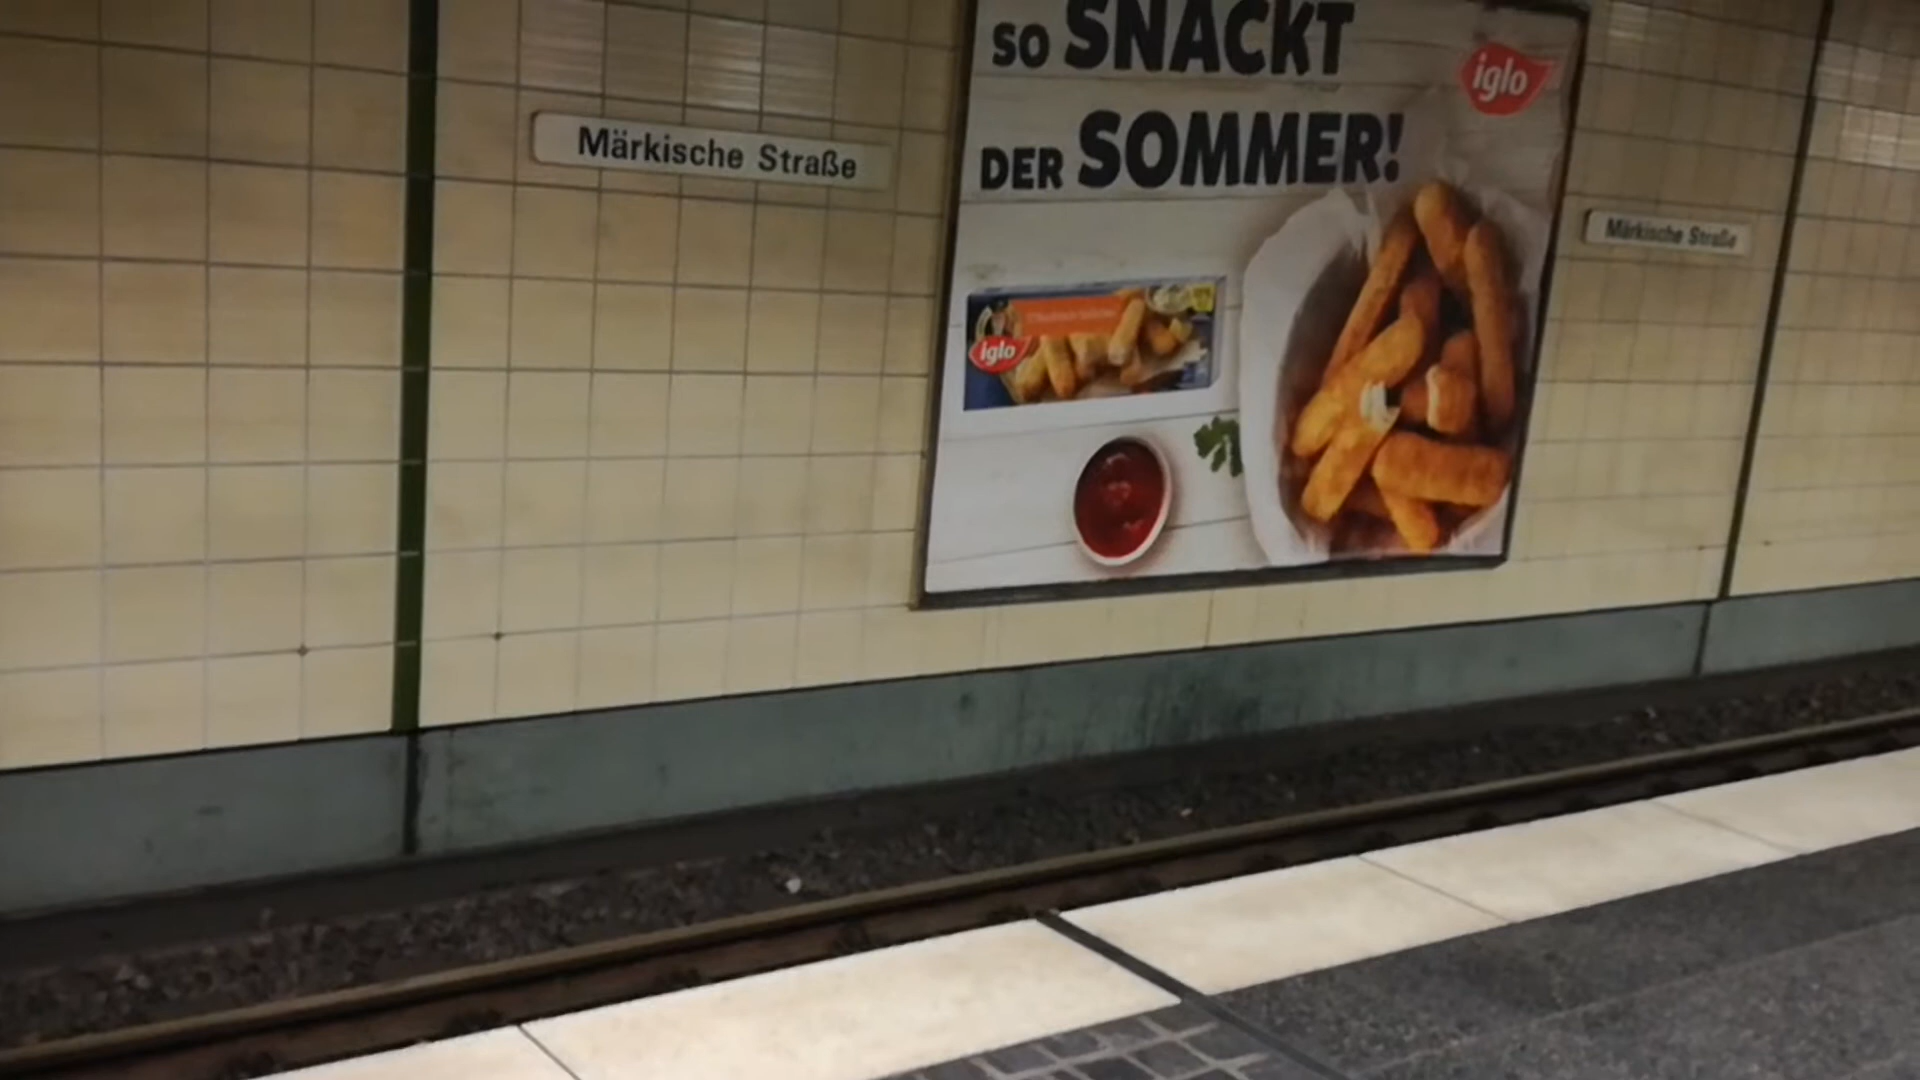 Märkische Straße
SO SNACKT
DER SOMMER!
iglo
iglo
Märkische Straße